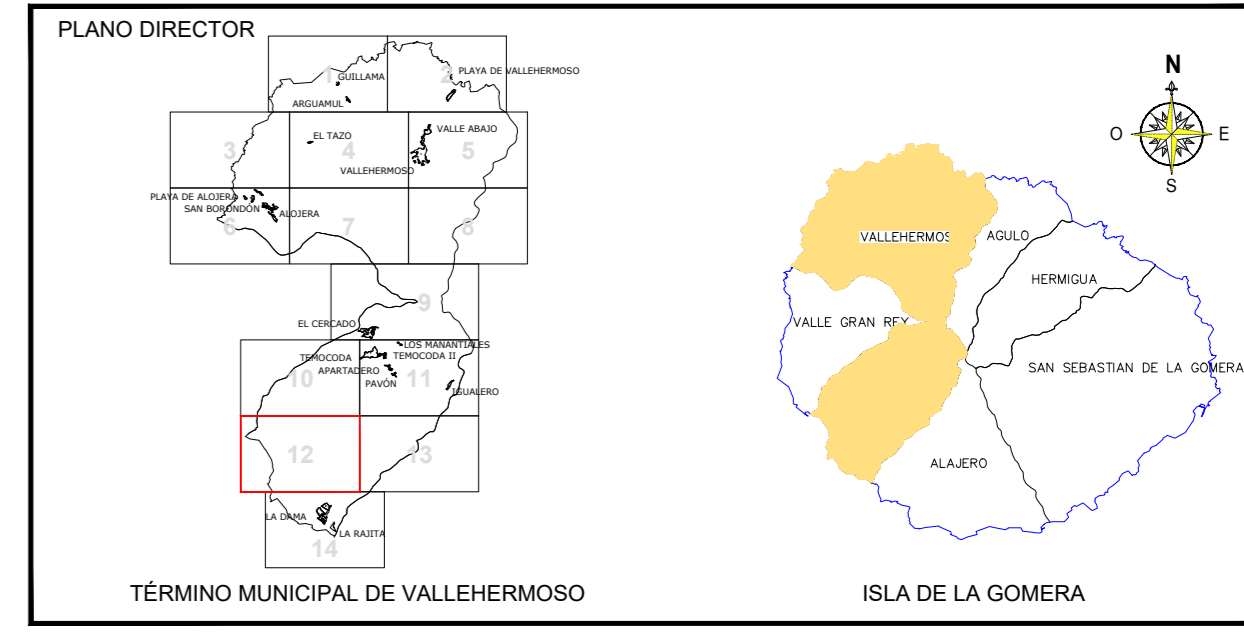 PLANO DIRECTOR
1
GUILLAMA
2
PLAYA DE VALLEHERMOSO
ARGUAMUL
3
EL TAZO
4
VALLE ABAJO
5
VALLEHERMOSO
PLAYA DE ALOJERA
SAN BORONDÓN
ALOJERA
6
7
8
9
EL CERCADO
LOS MANANTIALES
TEMOCODA
TEMOCODA II
APARTADERO
10
PAVÓN
11
IGUALERO
12
13
LA DAMA
LA RAJITA
14
TÉRMINO MUNICIPAL DE VALLEHERMOSO
N
O
E
S
VALLEHERMOS
AGULO
HERMIGUA
VALLE GRAN REY
SAN SEBASTIAN DE LA GOMERA
ALAJERO
ISLA DE LA GOMERA